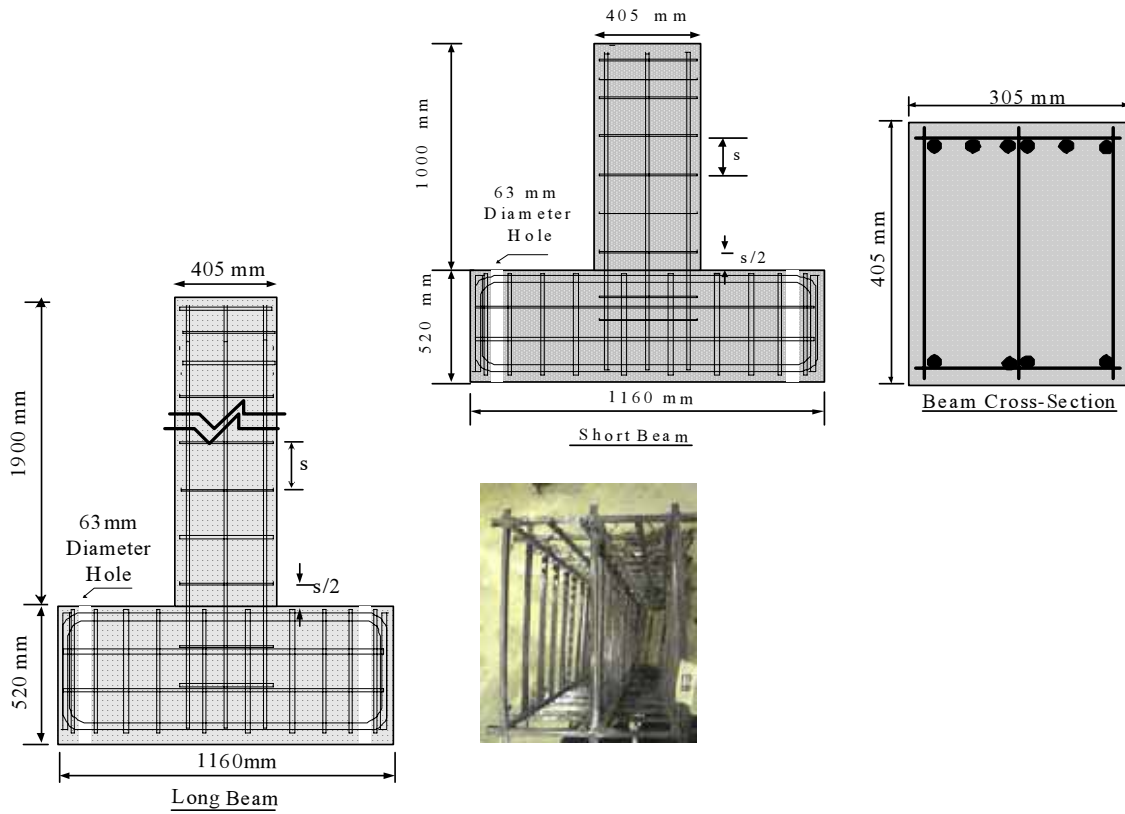 405 mm
1000 mm
s
63 mm
Diameter
Hole
s/2
520 mm
1160 mm
Short Beam
305 mm
405 mm
Beam Cross-Section
405 mm
1900 mm
s
63mm
Diameter
Hole
s/2
520 mm
1160mm
Long Beam